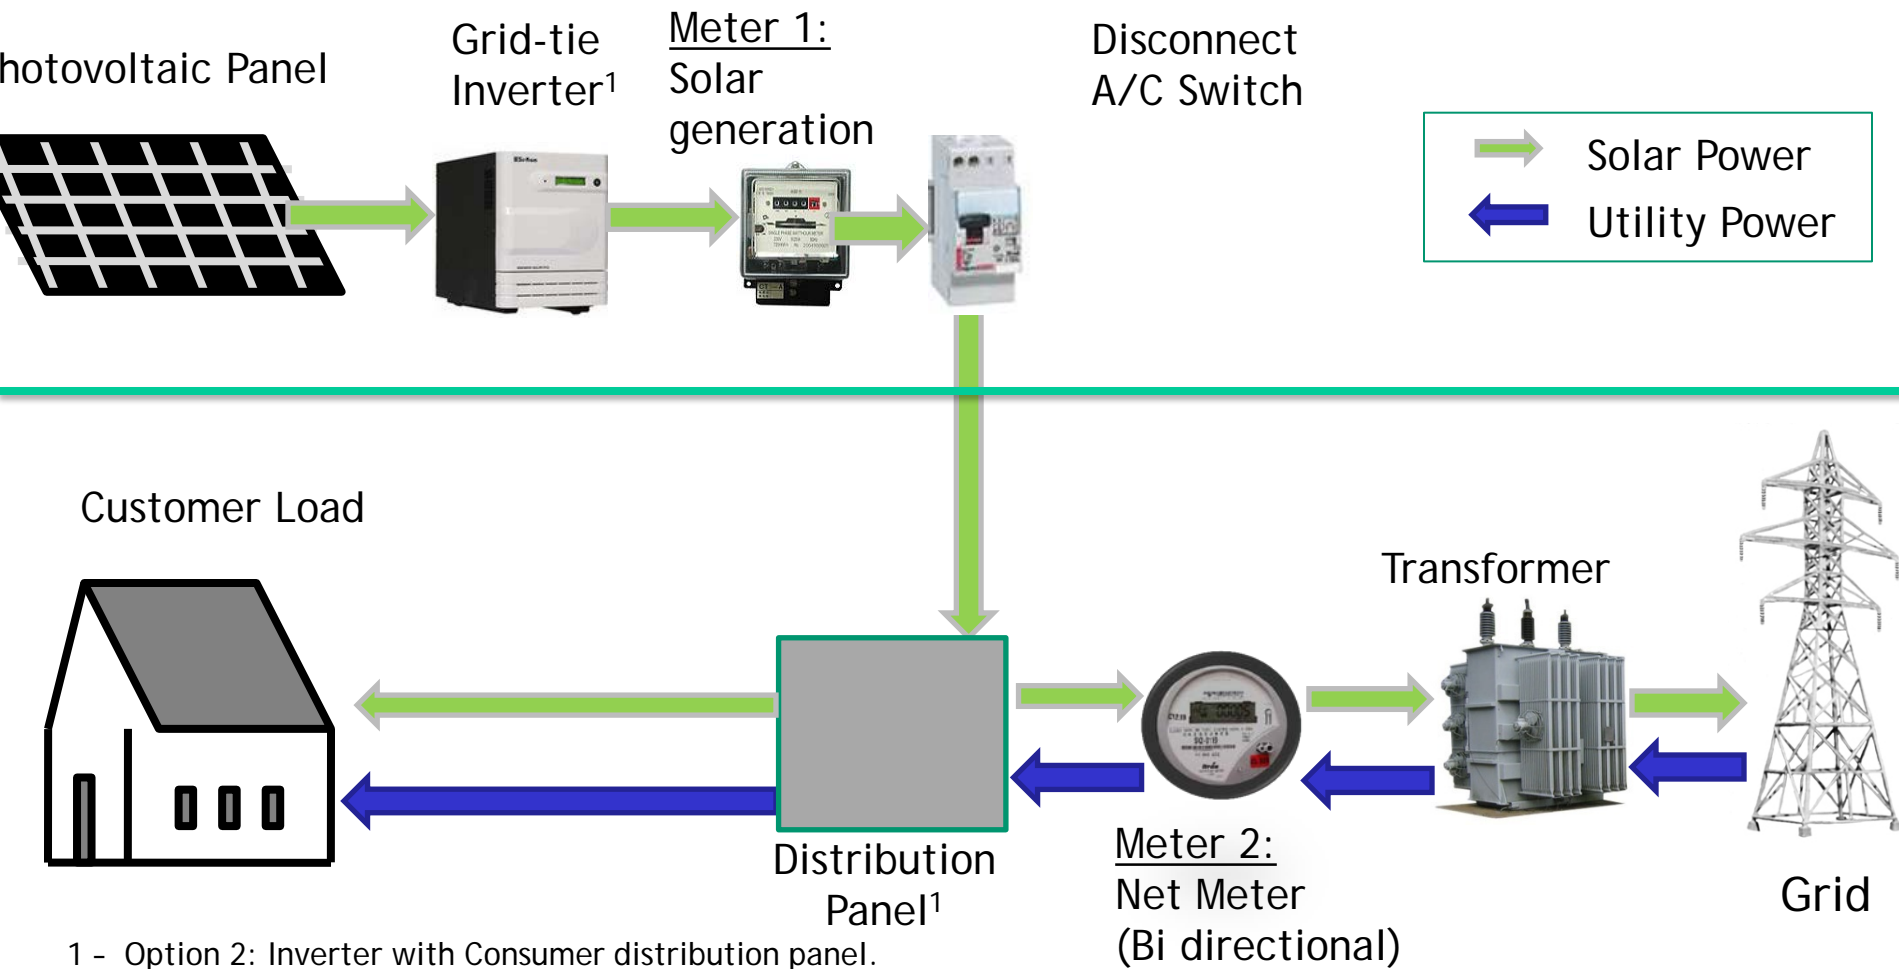 hotovoltaic Panel
Grid-tie
Inverter¹
Meter 1:
Solar
generation
Disconnect
A/C Switch
Solar Power
Utility Power
Customer Load
Transformer
Distribution
Panel¹
Meter 2:
Net Meter
(Bi directional)
Grid
1 – Option 2: Inverter with Consumer distribution panel.